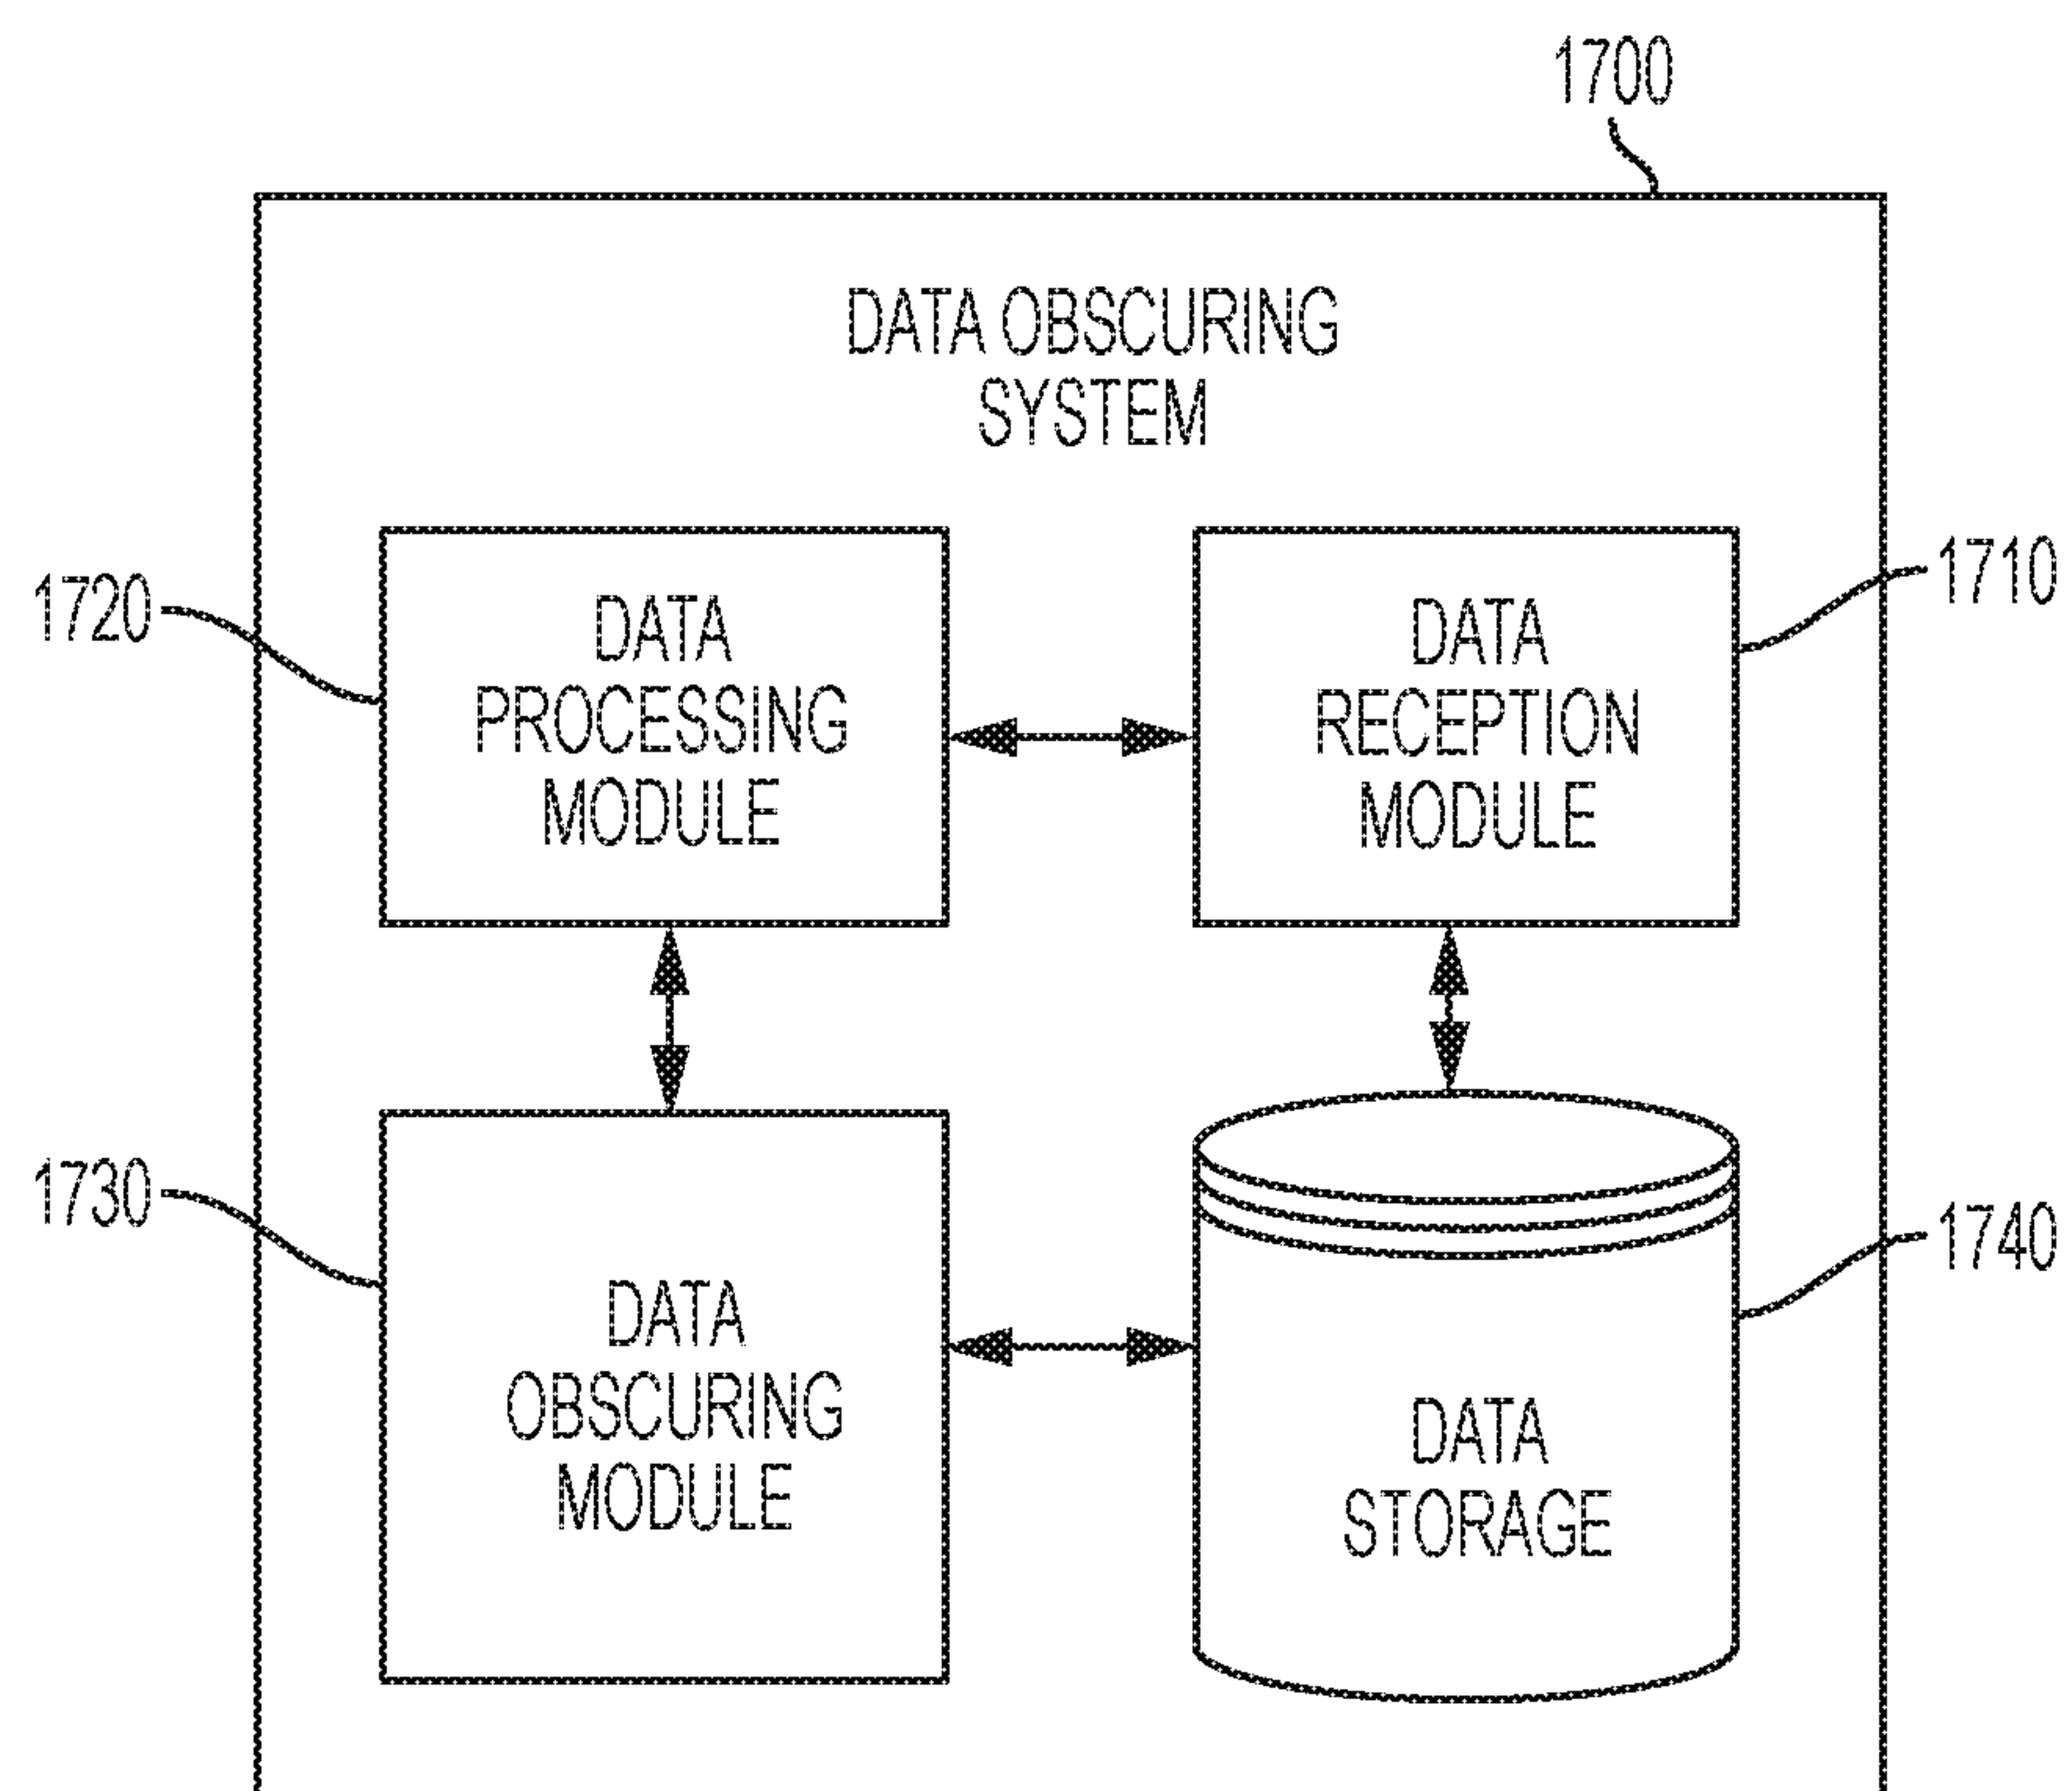 1700
DATA OBSCURING
SYSTEM
1720
DATA
PROCESSING
MODULE
DATA
RECEPTION
MODULE
1710
1730
DATA
OBSCURING
MODULE
DATA
STORAGE
1740